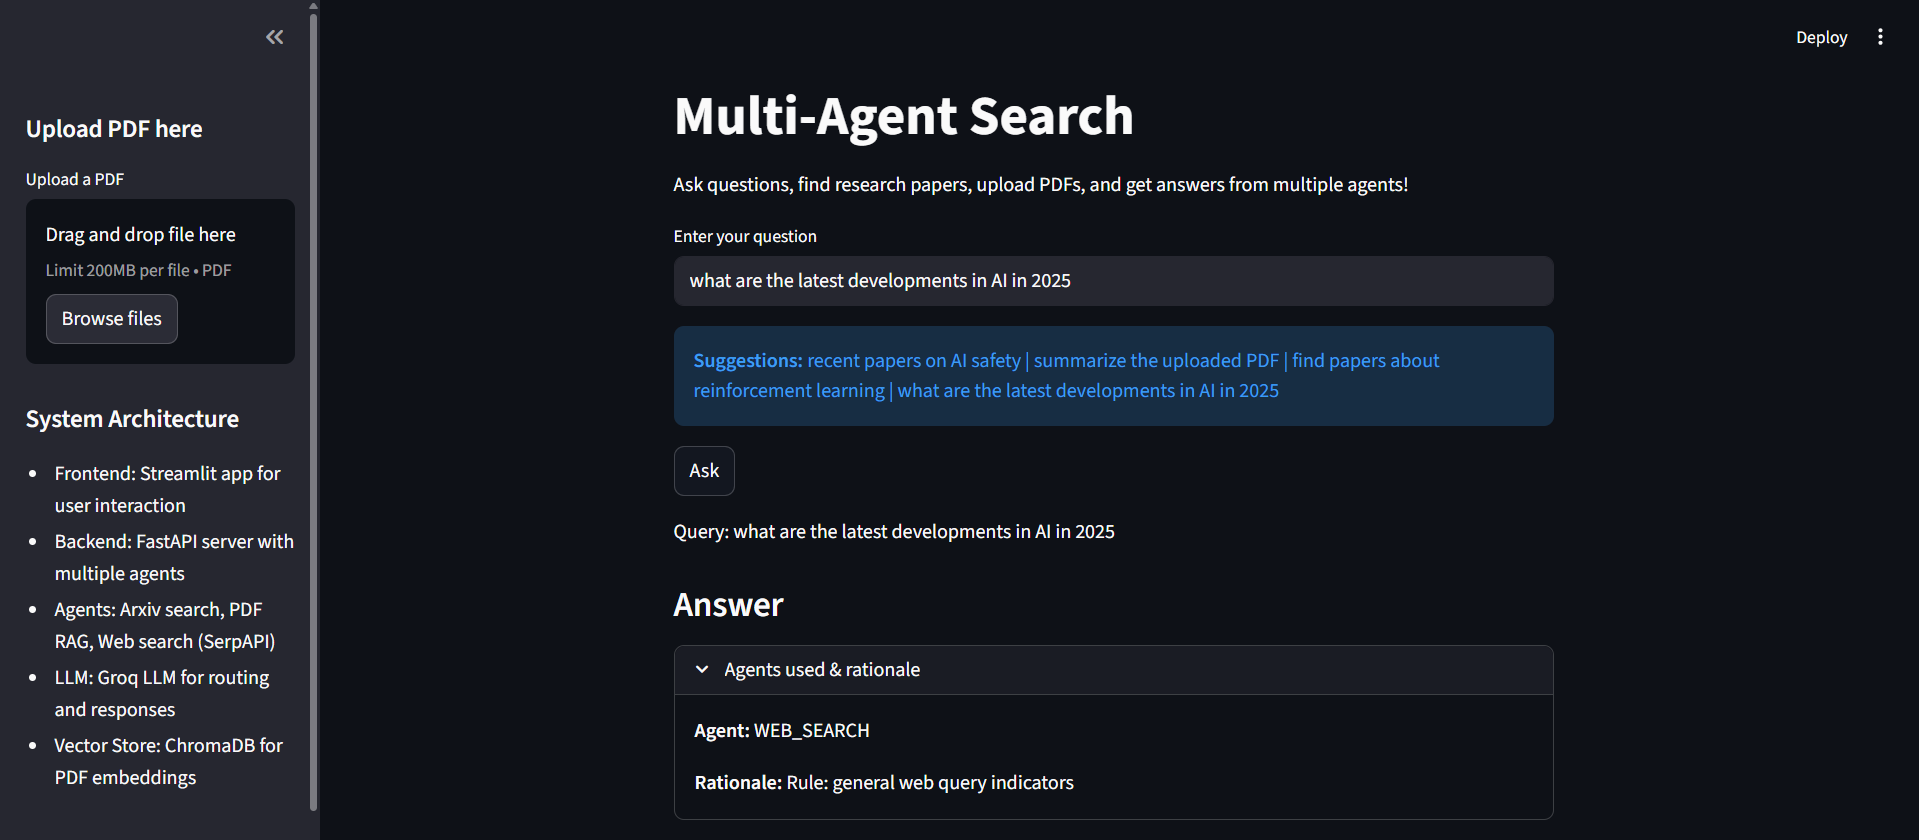 Upload PDF here
Upload a PDF
Drag and drop file here
Limit 200MB per file • PDF
Browse files
System Architecture
• Frontend: Streamlit app for
user interaction
• Backend: FastAPI server with
multiple agents
• Agents: Arxiv search, PDF
RAG, Web search (SerpAPI)
• LLM: Groq LLM for routing
and responses
• Vector Store: ChromaDB for
PDF embeddings
Deploy
Multi-Agent Search
Ask questions, find research papers, upload PDFs, and get answers from multiple agents!
Enter your question
what are the latest developments in AI in 2025
Suggestions: recent papers on AI safety | summarize the uploaded PDF | find papers about
reinforcement learning | what are the latest developments in AI in 2025
Ask
Query: what are the latest developments in AI in 2025
Answer
Agents used & rationale
Agent: WEB_SEARCH
Rationale: Rule: general web query indicators